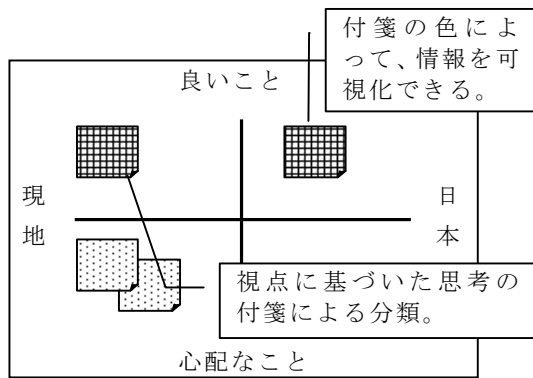 付箋の色によ
って、情報を可
視化できる。
良いこと
現地
日本
視点に基づいた思考の
付箋による分類。
心配なこと